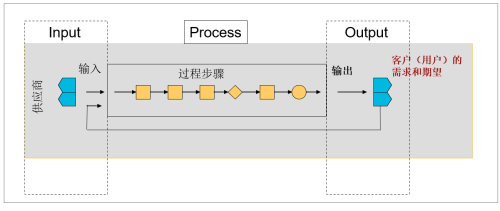 Input
Process
Output
供应商
输入
过程步骤
输出
客户（用户）的
需求和期望